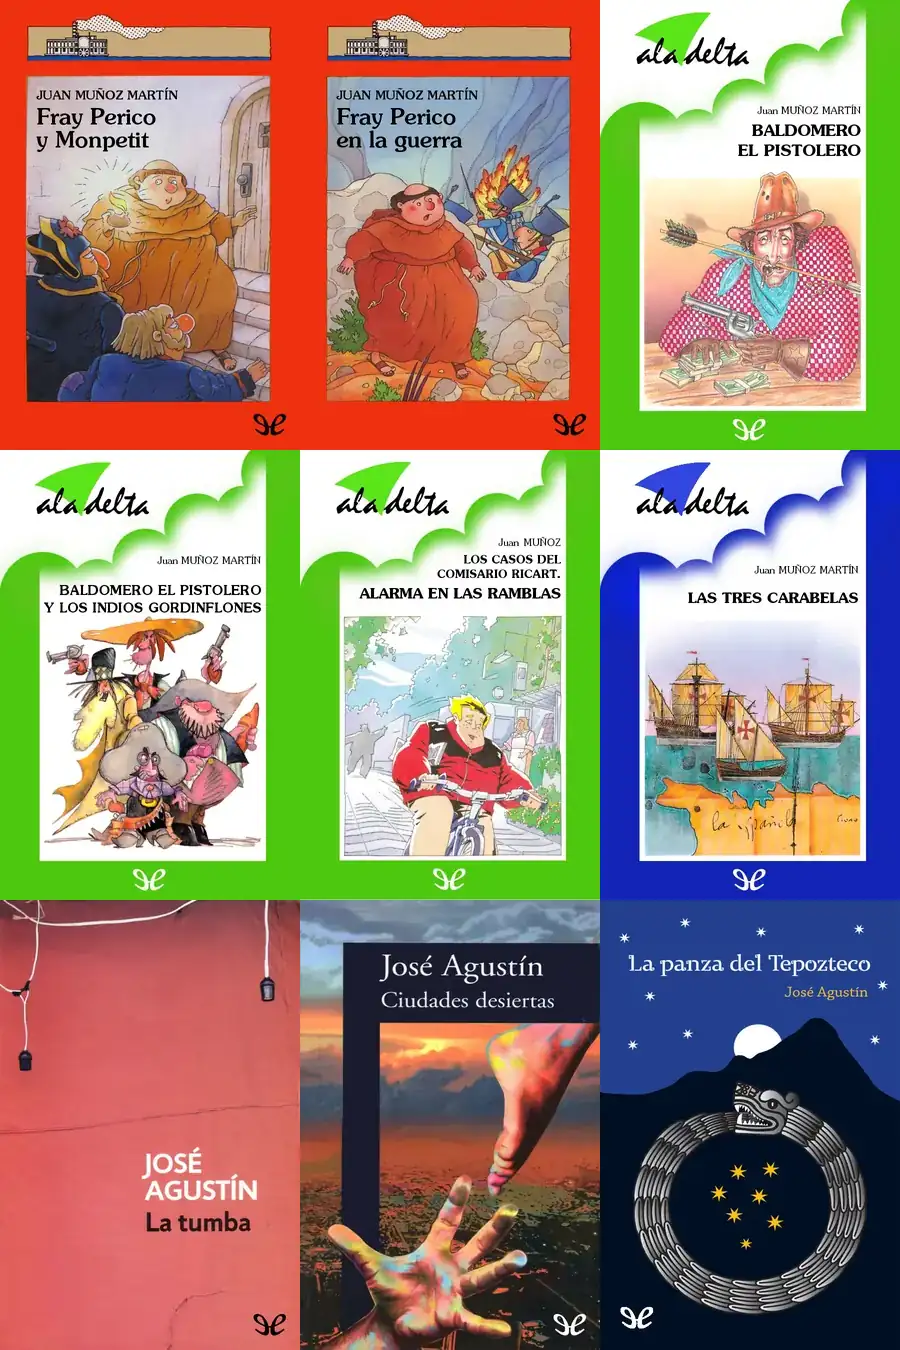 JUAN MUÑOZ MARTÍN
Fray Perico
y Monpetit
JUAN MUÑOZ MARTÍN
Fray Perico
en la guerra
ala delta
Juan MUÑOZ MARTÍN
BALDOMERO
EL PISTOLERO
ala delta
Juan MUÑOZ MARTÍN
BALDOMERO EL PISTOLERO
Y LOS INDIOS GORDINFLONES
ala delta
Juan MUÑOZ
LOS CASOS DEL
COMISARIO RICART.
ALARMA EN LAS RAMBLAS
ala delta
Juan MUÑOZ MARTÍN
LAS TRES CARABELAS
la española
JOSÉ
AGUSTÍN
La tumba
José Agustín
Ciudades desiertas
La panza del Tepozteco
José Agustín